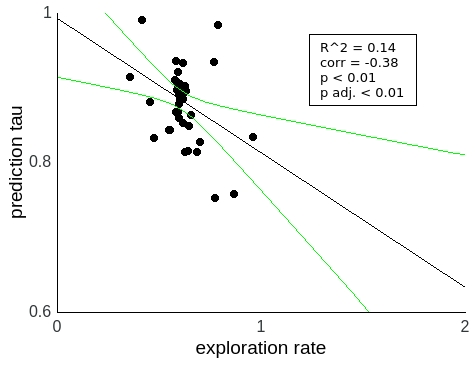 1
R^2 = 0.14
corr = -0.38
p < 0.01
p adj. < 0.01
prediction tau
0.8
0.6
0
1
2
exploration rate